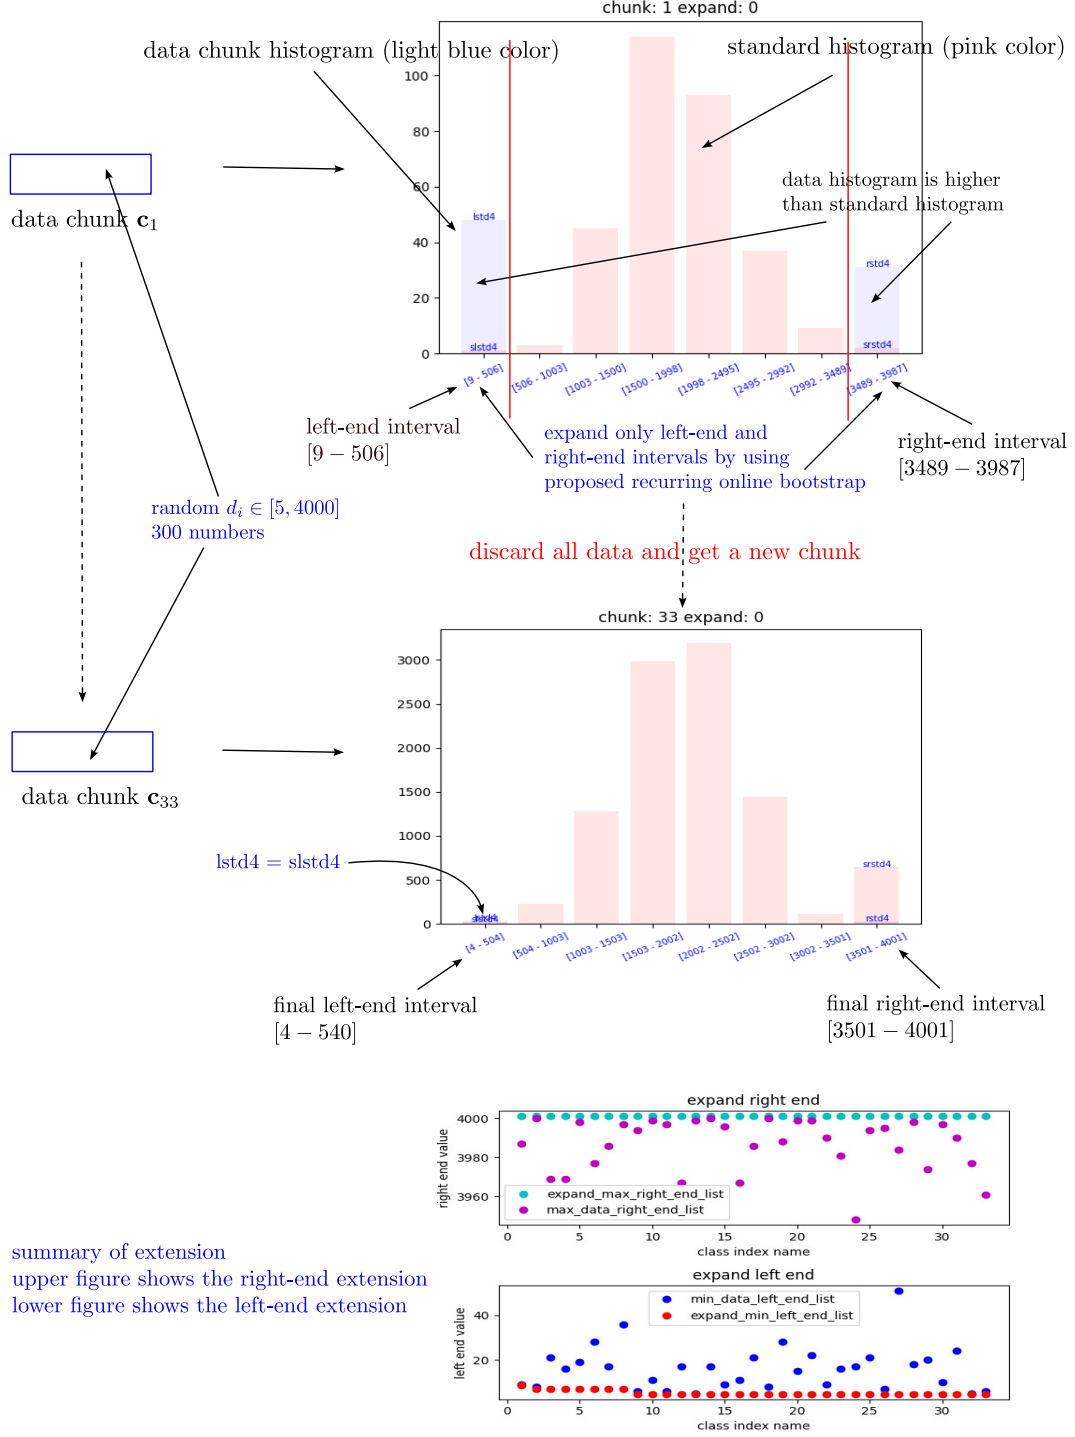 chunk: 1 expand: 0
data chunk histogram (light blue color)
standard histogram (pink color)
100
80
60
40
20
0
data histogram is higher
than standard histogram
lstd4
slstd4
rstd4
srstd4
data chunk c₁
[9 - 506]
[506 - 1003]
[1003 - 1500]
[1500 - 1998]
[1998 - 2495]
[2495 - 2992]
[2992 - 3489]
[3489 - 3987]
left-end interval
[9 − 506]
expand only left-end and
right-end intervals by using
proposed recurring online bootstrap
right-end interval
[3489 − 3987]
random dᵢ ∈ [5, 4000]
300 numbers
discard all data and get a new chunk
chunk: 33 expand: 0
3000
2500
2000
1500
1000
500
0
data chunk c₃₃
lstd4 = slstd4
lstd4
slstd4
srstd4
rstd4
[4 - 504]
[504 - 1003]
[1003 - 1503]
[1503 - 2002]
[2002 - 2502]
[2502 - 3002]
[3002 - 3501]
[3501 - 4001]
final left-end interval
[4 − 540]
final right-end interval
[3501 − 4001]
expand right end
right end value
4000
3980
3960
expand_max_right_end_list
max_data_right_end_list
0 5 10 15 20 25 30
class index name
summary of extension
upper figure shows the right-end extension
lower figure shows the left-end extension
expand left end
left end value
40
20
min_data_left_end_list
expand_min_left_end_list
0 5 10 15 20 25 30
class index name